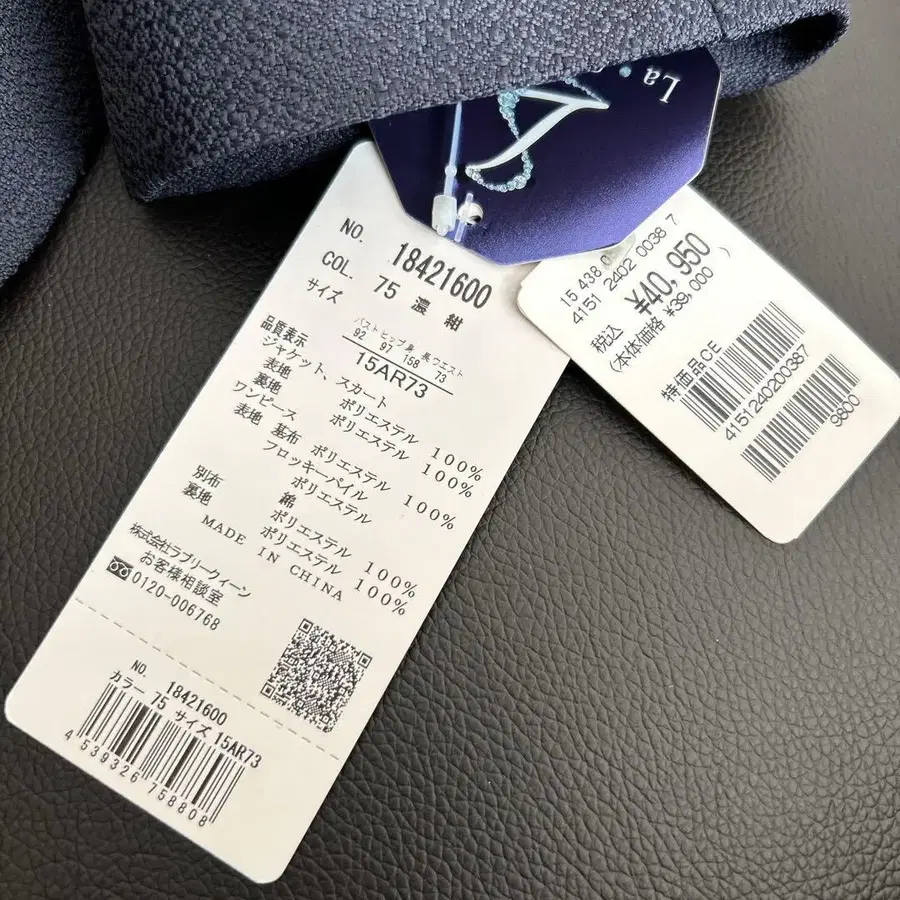 La
A
NO. 18421600
COL. 75 濃紺
サイズ
バスト ヒップ 身長 ウエスト
92 97 158 73
15AR73
品質表示
ジャケット、スカート
表地 ポリエステル 100%
裏地 ポリエステル 100%
ワンピース
表地 基布 ポリエステル
フロッキーパイル
ポリエステル 100%
別布 綿
ポリエステル
裏地 ポリエステル 100%
100%
MADE IN CHINA
株式会社ラブリークィーン
お客様相談室
0120-006768
NO. 18421600
カラー 75 サイズ 15AR73
4 539326 758808
15 438
4151 2402 0038 7
税込 ¥40,950
(本体価格 ¥39,000 )
特価品CE
4151240200387
9800